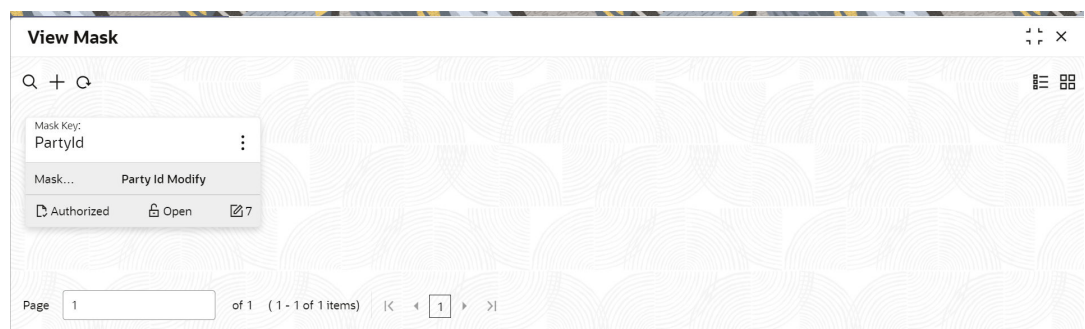 View Mask
Mask Key:
PartyId
Mask... Party Id Modify
Authorized Open 7
Page 1 of 1 ( 1 - 1 of 1 items) 1